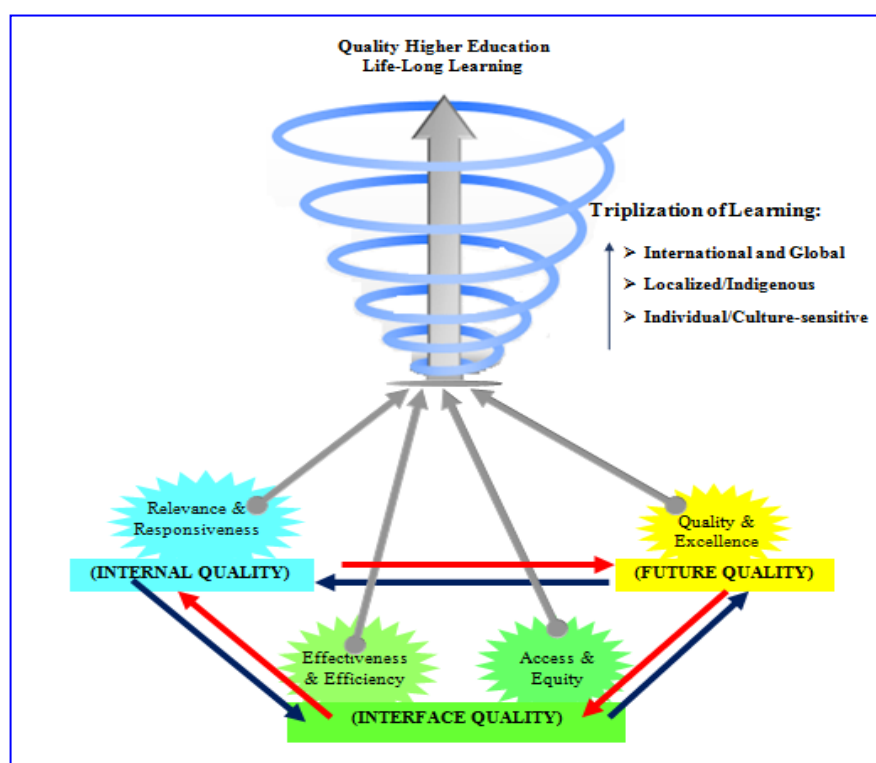 Quality Higher Education
Life-Long Learning
Triplization of Learning:
➢ International and Global
➢ Localized/Indigenous
➢ Individual/Culture-sensitive
Relevance &
Responsiveness
Quality &
Excellence
(INTERNAL QUALITY)
(FUTURE QUALITY)
Effectiveness
& Efficiency
Access &
Equity
(INTERFACE QUALITY)